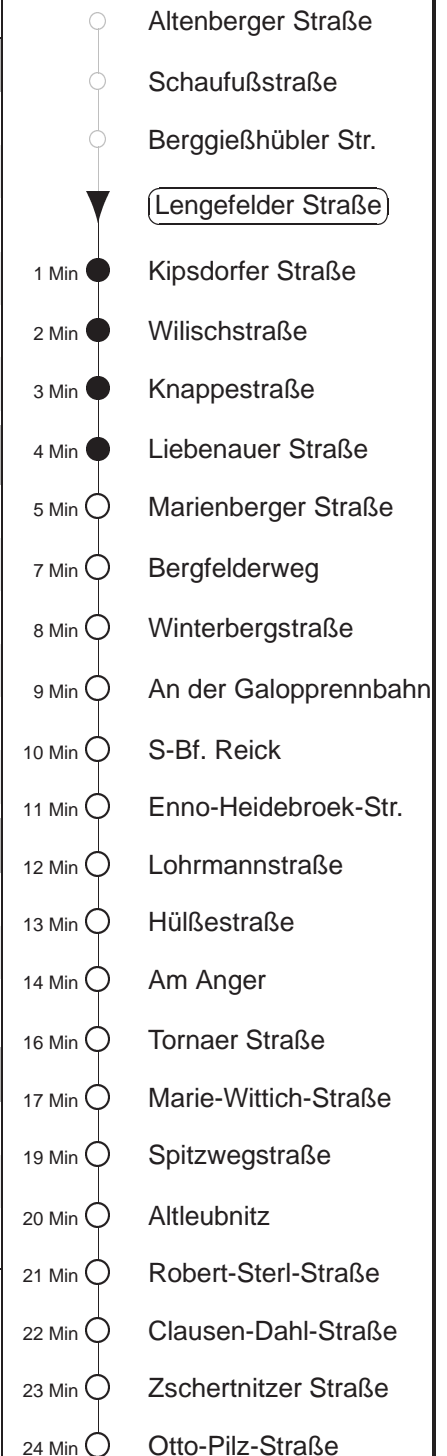 Altenberger Straße
Schaufußstraße
Berggießhübler Str.
Lengefelder Straße
1 Min Kipsdorfer Straße
2 Min Wilischstraße
3 Min Knappestraße
4 Min Liebenauer Straße
5 Min Marienberger Straße
7 Min Bergfelderweg
8 Min Winterbergstraße
9 Min An der Galopprennbahn
10 Min S-Bf. Reick
11 Min Enno-Heidebroek-Str.
12 Min Lohrmannstraße
13 Min Hülßestraße
14 Min Am Anger
16 Min Tornaer Straße
17 Min Marie-Wittich-Straße
19 Min Spitzwegstraße
20 Min Altleubnitz
21 Min Robert-Sterl-Straße
22 Min Clausen-Dahl-Straße
23 Min Zschertnitzer Straße
24 Min Otto-Pilz-Straße